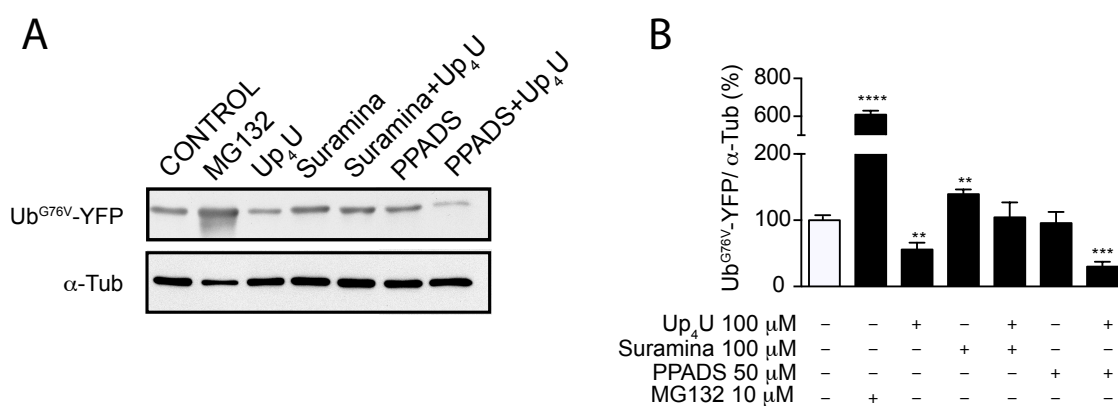 A
CONTROL
MG132
Up4U
Suramina
Suramina+Up4U
PPADS
PPADS+Up4U
UbG76V-YFP
α-Tub
B
UbG76V-YFP/ α-Tub (%)
800
600
400
200
100
0
****
**
**
***
Up4U 100 μM – – + – + – +
Suramina 100 μM – – – + + – –
PPADS 50 μM – – – – – + +
MG132 10 μM – + – – – – –